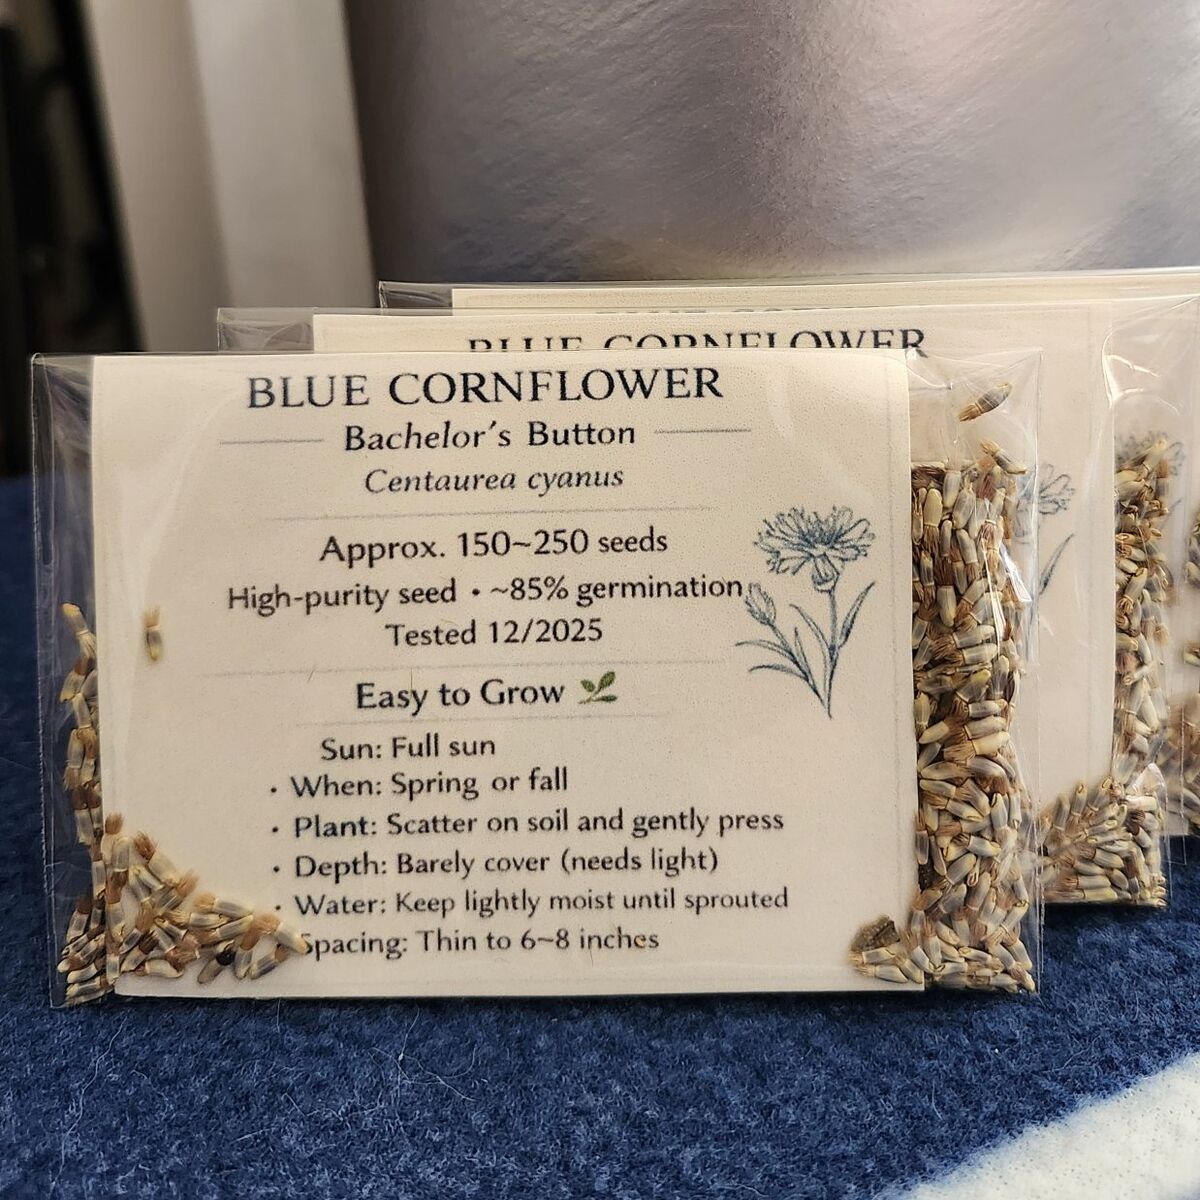 BLUE CORNFLOWER
BLUE CORNFLOWER
Bachelor's Button
Centaurea cyanus
Approx. 150~250 seeds
High-purity seed • ~85% germination
Tested 12/2025
Easy to Grow
Sun: Full sun
• When: Spring or fall
• Plant: Scatter on soil and gently press
• Depth: Barely cover (needs light)
• Water: Keep lightly moist until sprouted
Spacing: Thin to 6~8 inches